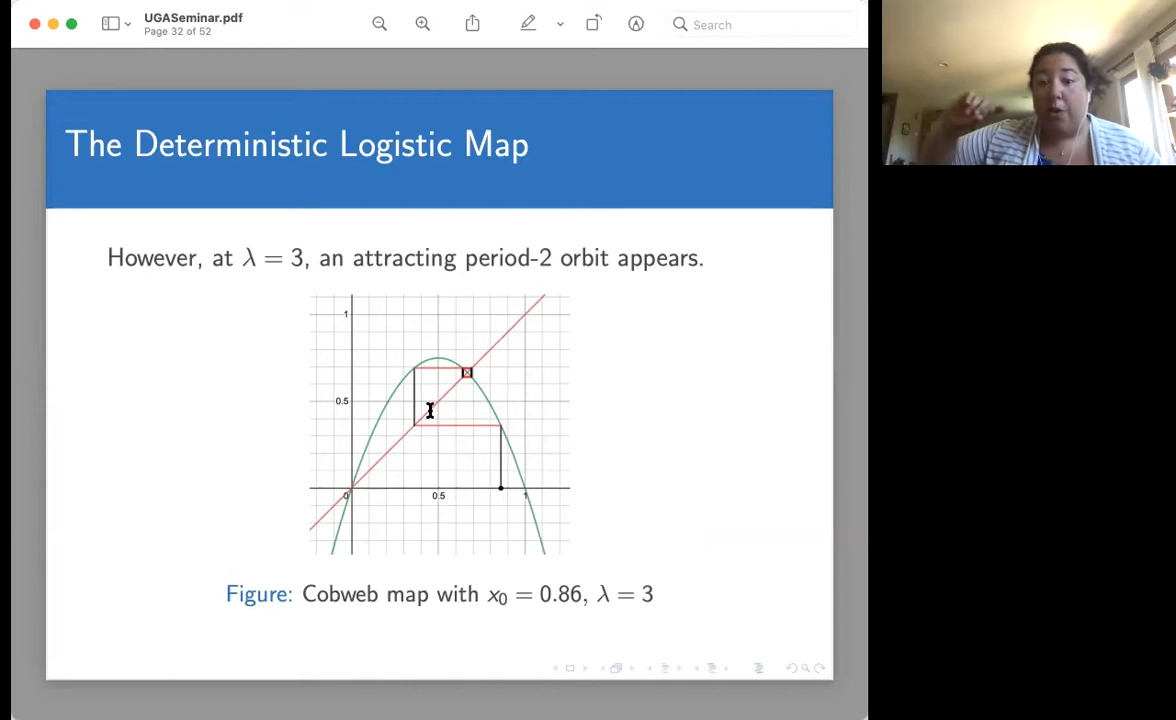 UGASeminar.pdf
Page 32 of 52
Search
The Deterministic Logistic Map
However, at λ = 3, an attracting period-2 orbit appears.
1
0.5
0
0.5
1
Figure: Cobweb map with x₀ = 0.86, λ = 3